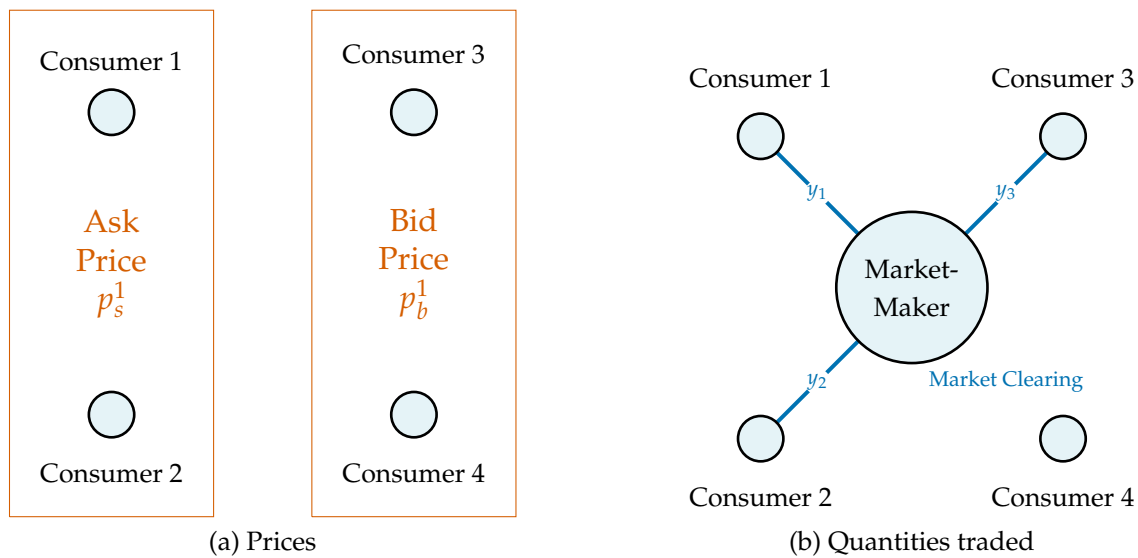 Consumer 1
Consumer 3
Ask
Price
p_s^1
Bid
Price
p_b^1
Consumer 2
Consumer 4
(a) Prices
Consumer 1
Consumer 3
y_1
y_3
Market-
Maker
y_2
Market Clearing
Consumer 2
Consumer 4
(b) Quantities traded